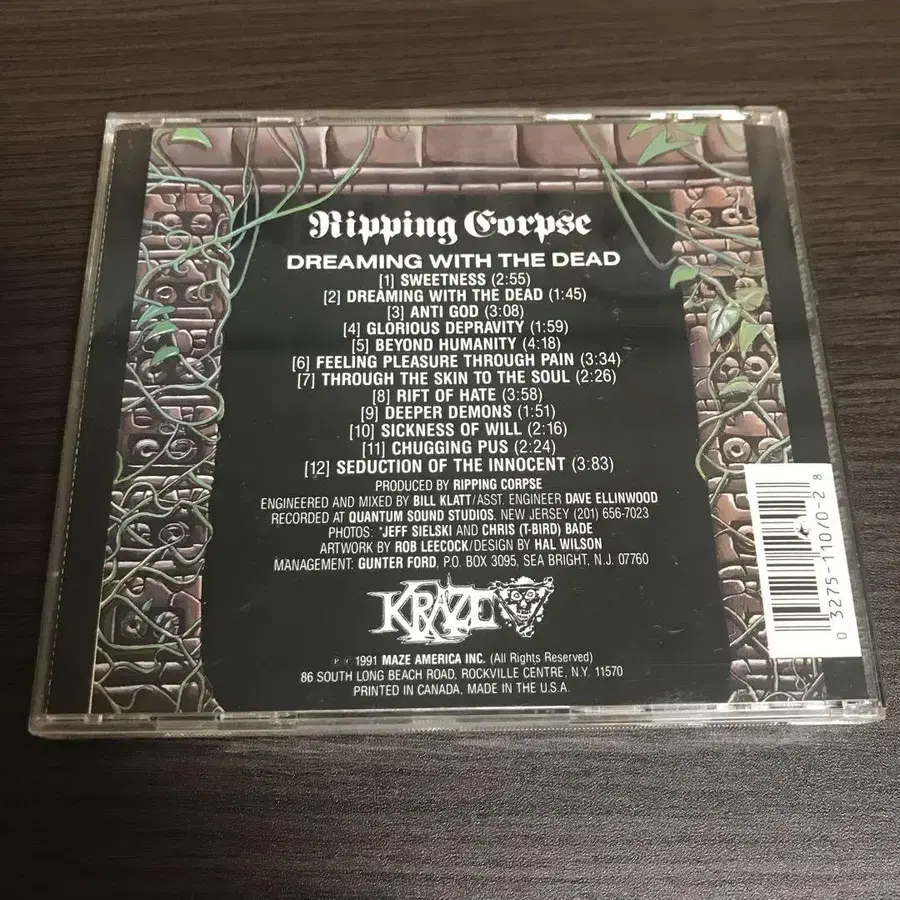 Ripping Corpse
DREAMING WITH THE DEAD
[1] SWEETNESS (2:55)
[2] DREAMING WITH THE DEAD (1:45)
[3] ANTI GOD (3:08)
[4] GLORIOUS DEPRAVITY (1:59)
[5] BEYOND HUMANITY (4:18)
[6] FEELING PLEASURE THROUGH PAIN (3:34)
[7] THROUGH THE SKIN TO THE SOUL (2:26)
[8] RIFT OF HATE (3:58)
[9] DEEPER DEMONS (1:51)
[10] SICKNESS OF WILL (2:16)
[11] CHUGGING PUS (2:24)
[12] SEDUCTION OF THE INNOCENT (3:83)
PRODUCED BY RIPPING CORPSE
ENGINEERED AND MIXED BY BILL KLATT/ASST. ENGINEER DAVE ELLINWOOD
RECORDED AT QUANTUM SOUND STUDIOS, NEW JERSEY (201) 656-7023
PHOTOS: *JEFF SIELSKI AND CHRIS (T-BIRD) BADE
ARTWORK BY ROB LEECOCK/DESIGN BY HAL WILSON
MANAGEMENT: GUNTER FORD, P.O. BOX 3095, SEA BRIGHT, N.J. 07760
KRAZE
℗ © 1991 MAZE AMERICA INC. (All Rights Reserved)
86 SOUTH LONG BEACH ROAD, ROCKVILLE CENTRE, N.Y. 11570
PRINTED IN CANADA, MADE IN THE U.S.A.
0 3275-110/0-2 8